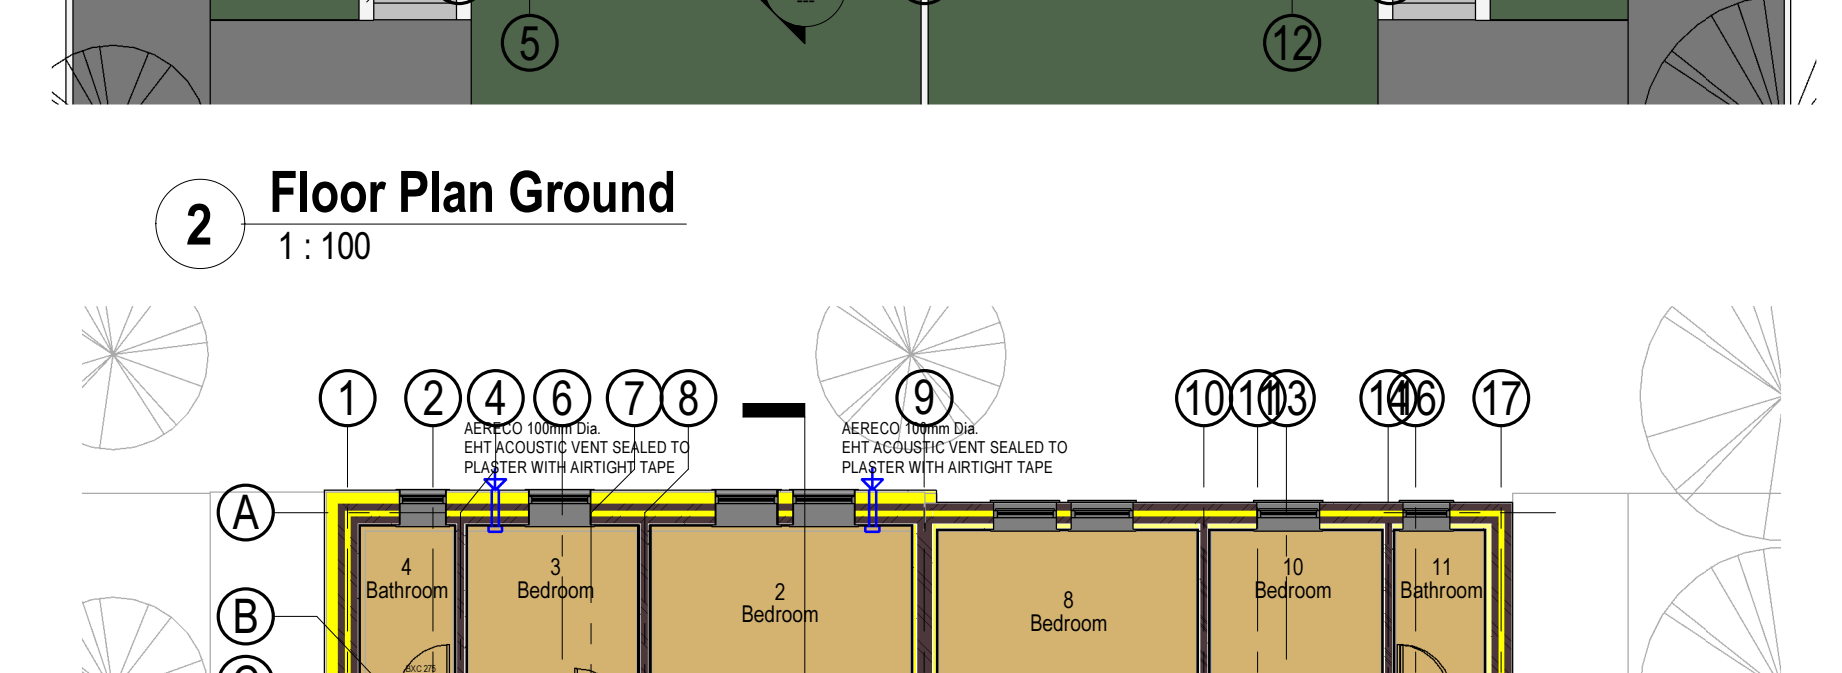 5
12
Floor Plan Ground
2
1 : 100
1
2
4
6
7
8
9
10
11
13
14
16
17
AERECO 100mm Dia.
EHT ACOUSTIC VENT SEALED TO
PLASTER WITH AIRTIGHT TAPE
AERECO 100mm Dia.
EHT ACOUSTIC VENT SEALED TO
PLASTER WITH AIRTIGHT TAPE
A
4
Bathroom
3
Bedroom
2
Bedroom
8
Bedroom
10
Bedroom
11
Bathroom
B
BXC 275